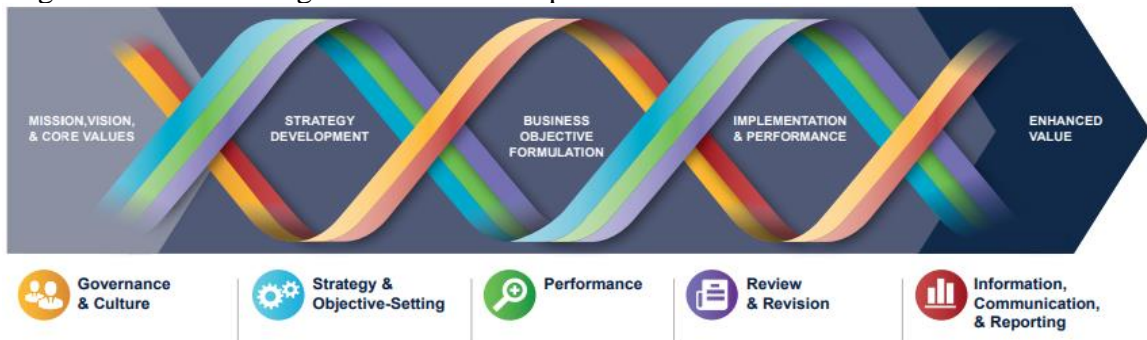 MISSION,VISION,
& CORE VALUES
STRATEGY
DEVELOPMENT
BUSINESS
OBJECTIVE
FORMULATION
IMPLEMENTATION
& PERFORMANCE
ENHANCED
VALUE
Governance
& Culture
Strategy &
Objective-Setting
Performance
Review
& Revision
Information,
Communication,
& Reporting